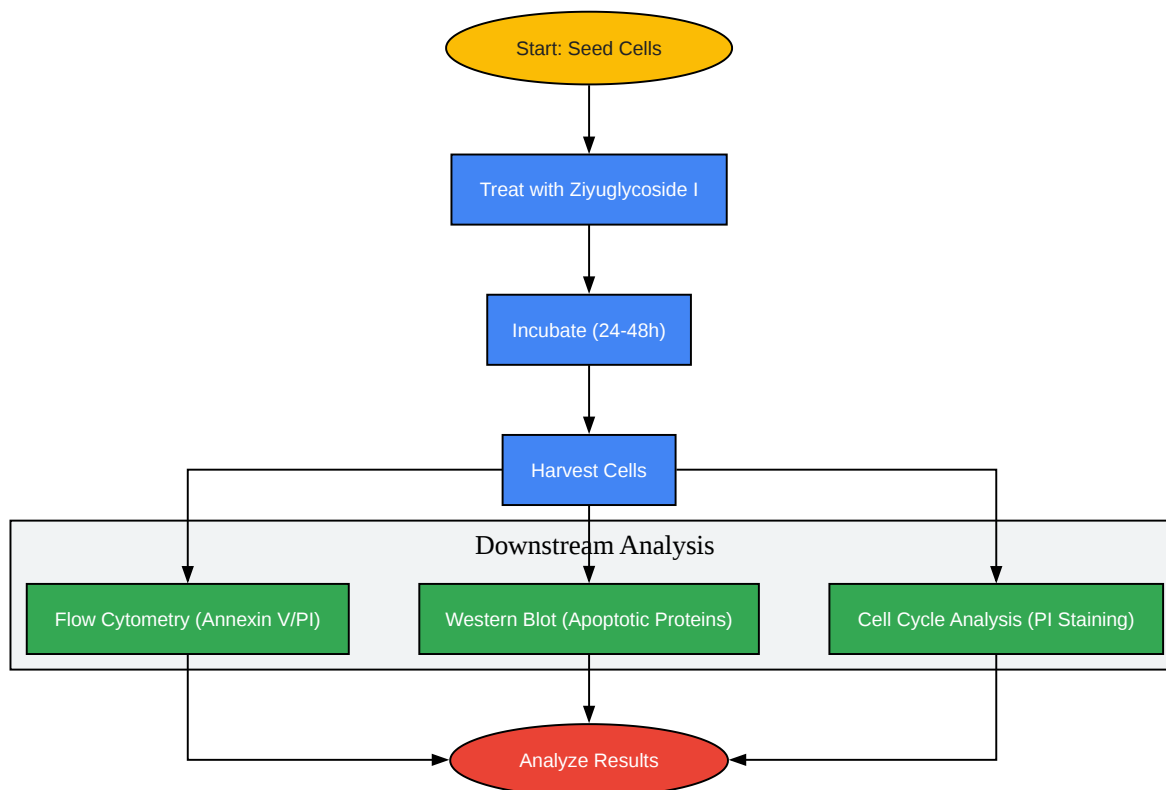 Start: Seed Cells
Treat with Ziyuglycoside I
Incubate (24-48h)
Harvest Cells
Downstream Analysis
Flow Cytometry (Annexin V/PI)
Western Blot (Apoptotic Proteins)
Cell Cycle Analysis (PI Staining)
Analyze Results